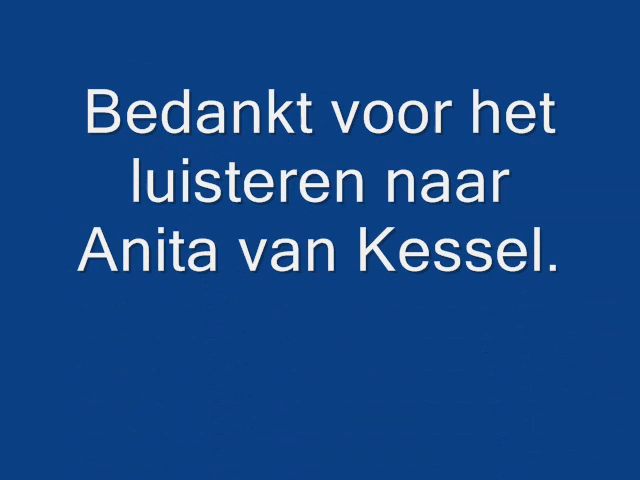 Bedankt voor het
luisteren naar
Anita van Kessel.